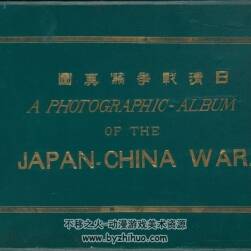 日清戰爭寫眞圖
A PHOTOGRAPHIC-ALBUM
OF THE
JAPAN-CHINA WAR.
不移之火-动漫游戏美术资源
www.byzhihuo.com